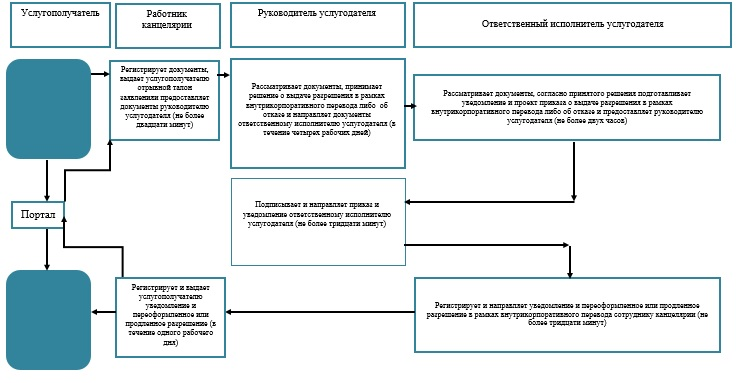 Услугополучатель
Работник
канцелярии
Руководитель услугодателя
Ответственный исполнитель услугодателя
Регистрирует документы,
выдает услугополучателю
отрывной талон
заявлении и предоставляет
документы руководителю
услугодателя (не более
двадцати минут)
Рассматривает документы, принимает
решение о выдаче разрешения в рамках
внутрикорпоративного перевода либо об
отказе и направляет документы
ответственному исполнителю услугодателя (в
течение четырех рабочих дней)
Рассматривает документы, согласно принятого решения подготавливает
уведомление и проект приказа о выдаче разрешения в рамках
внутрикорпоративного перевода либо об отказе и предоставляет руководителю
услугодателя (не более двух часов)
Портал
Подписывает и направляет приказ и
уведомление ответственному исполнителю
услугодателя (не более тридцати минут)
Регистрирует и выдает
услугополучателю
уведомление и
переоформленное или
продленное разрешение (в
течение одного рабочего
дня)
Регистрирует и направляет уведомление и переоформленное или продленное
разрешение в рамках внутрикорпоративного перевода сотруднику канцелярии (не
более тридцати минут)